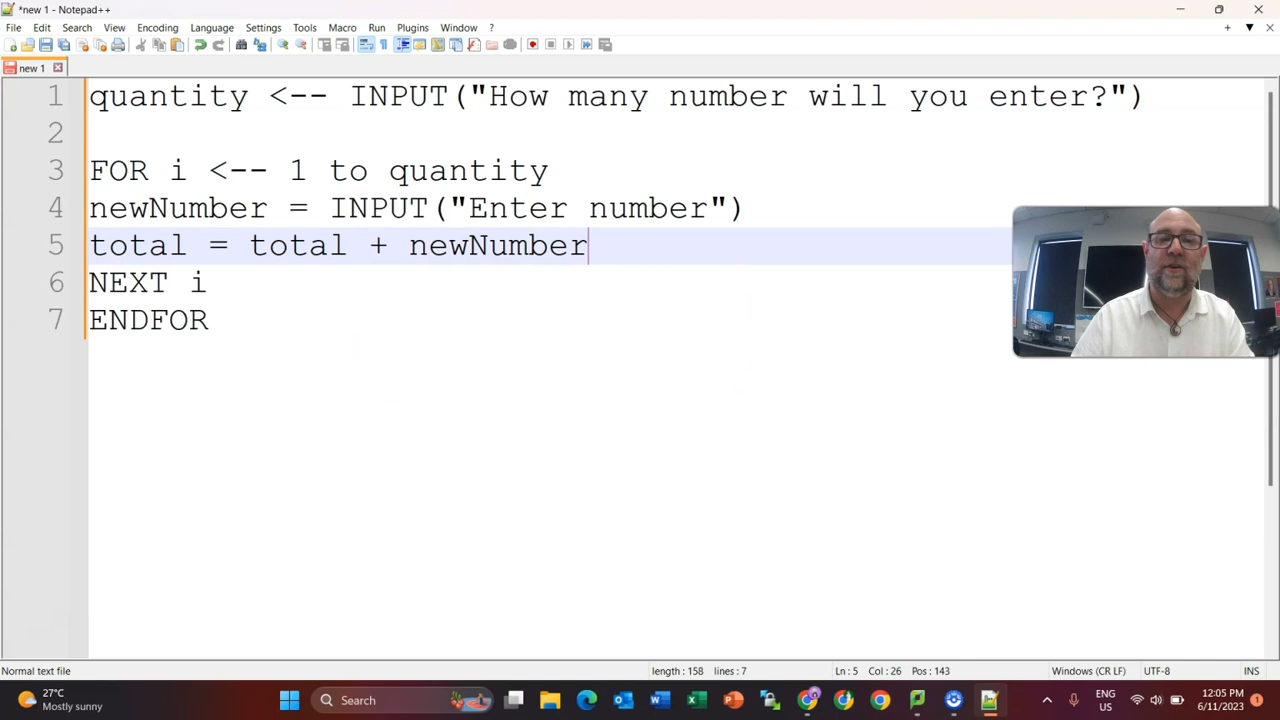 *new 1 - Notepad++
File Edit Search View Encoding Language Settings Tools Macro Run Plugins Window ?
new 1
1 quantity <-- INPUT("How many number will you enter?")
2
3 FOR i <-- 1 to quantity
4 newNumber = INPUT("Enter number")
5 total = total + newNumber
6 NEXT i
7 ENDFOR
Normal text file length : 158 lines : 7 Ln : 5 Col : 26 Pos : 143 Windows (CR LF) UTF-8 INS
27°C
Mostly sunny
Search
ENG
US
12:05 PM
6/11/2023